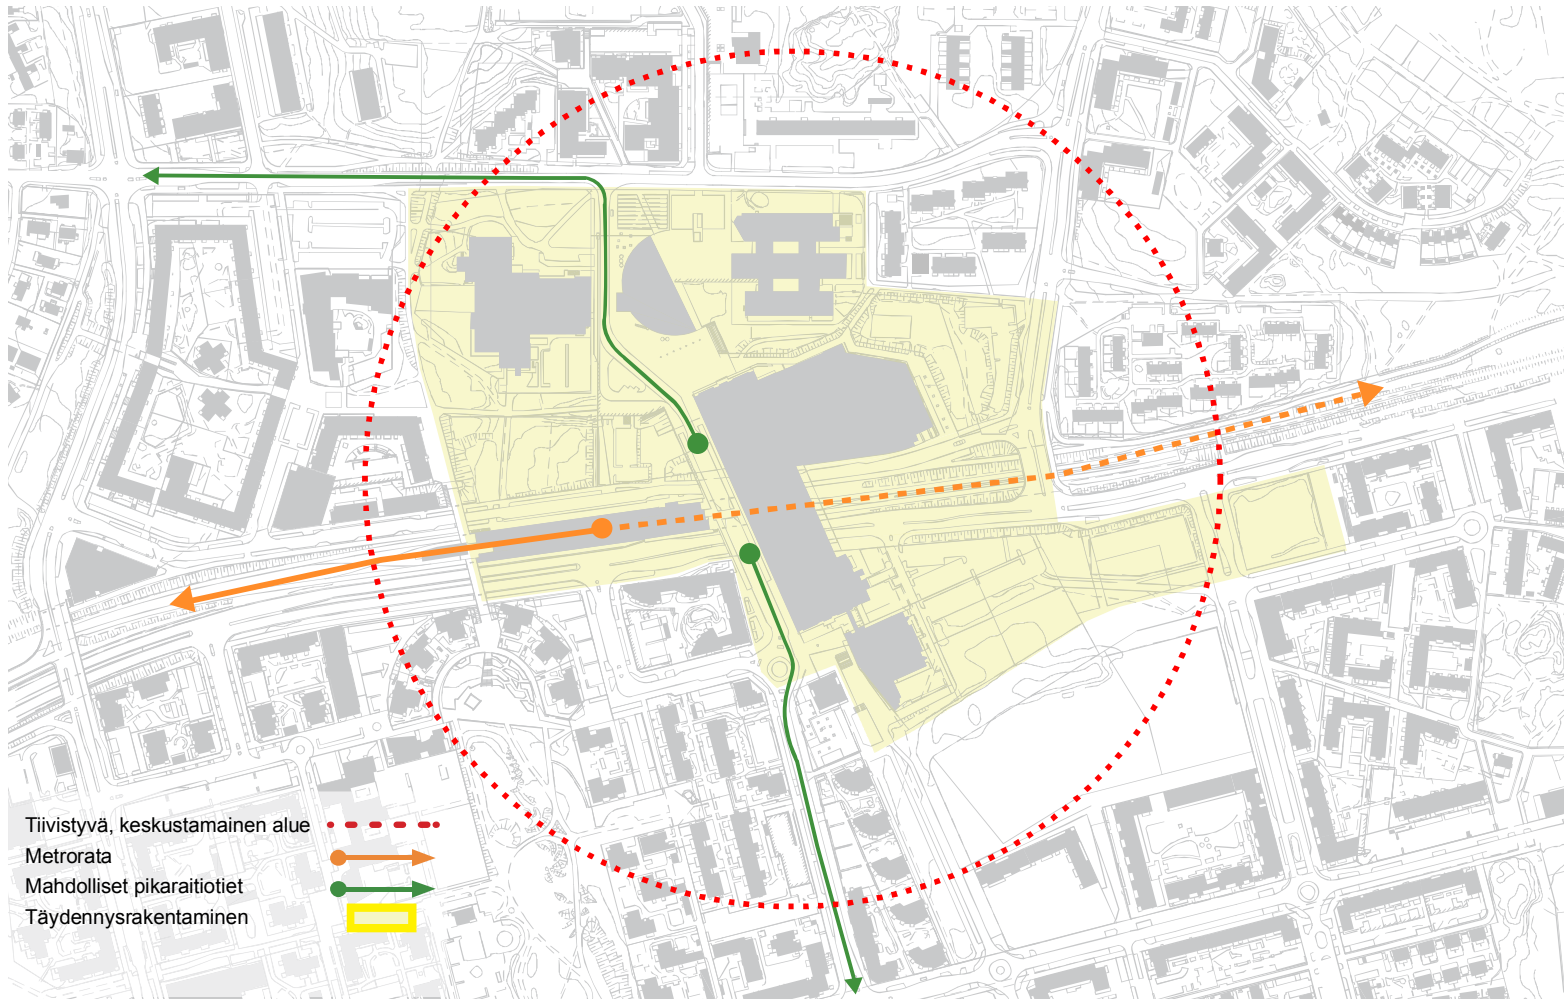 Tiivistyvä, keskustamainen alue
Metrorata
Mahdolliset pikaraitiotiet
Täydennysrakentaminen